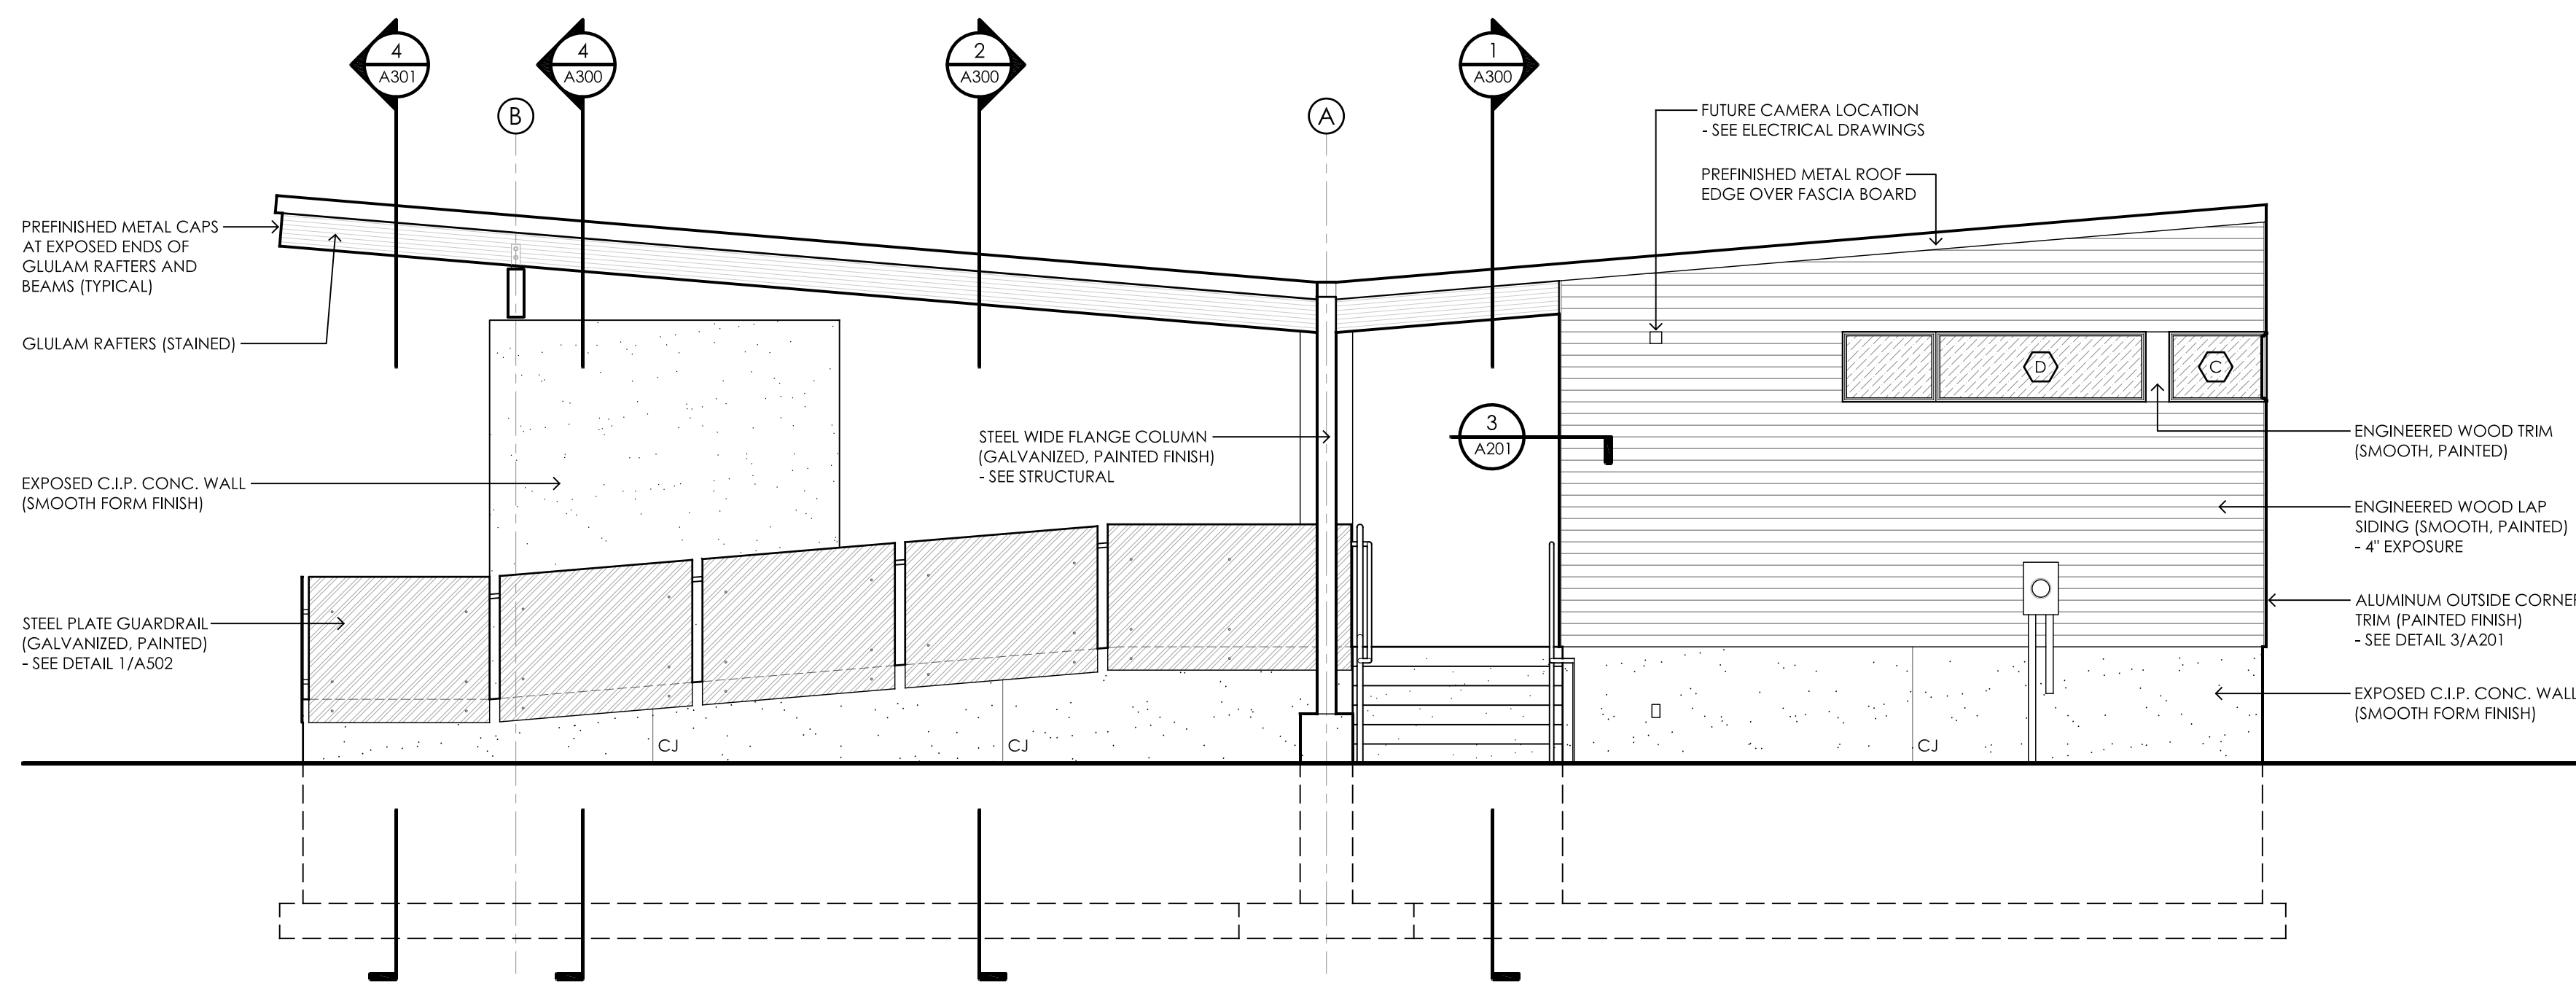 4
A301
4
A300
2
A300
1
A300
B
A
FUTURE CAMERA LOCATION
- SEE ELECTRICAL DRAWINGS
PREFINISHED METAL ROOF
EDGE OVER FASCIA BOARD
PREFINISHED METAL CAPS
AT EXPOSED ENDS OF
GLULAM RAFTERS AND
BEAMS (TYPICAL)
GLULAM RAFTERS (STAINED)
D
C
STEEL WIDE FLANGE COLUMN
(GALVANIZED, PAINTED FINISH)
- SEE STRUCTURAL
3
A201
ENGINEERED WOOD TRIM
(SMOOTH, PAINTED)
EXPOSED C.I.P. CONC. WALL
(SMOOTH FORM FINISH)
ENGINEERED WOOD LAP
SIDING (SMOOTH, PAINTED)
- 4" EXPOSURE
STEEL PLATE GUARDRAIL
(GALVANIZED, PAINTED)
- SEE DETAIL 1/A502
ALUMINUM OUTSIDE CORNER
TRIM (PAINTED FINISH)
- SEE DETAIL 3/A201
EXPOSED C.I.P. CONC. WALL
(SMOOTH FORM FINISH)
CJ
CJ
CJ